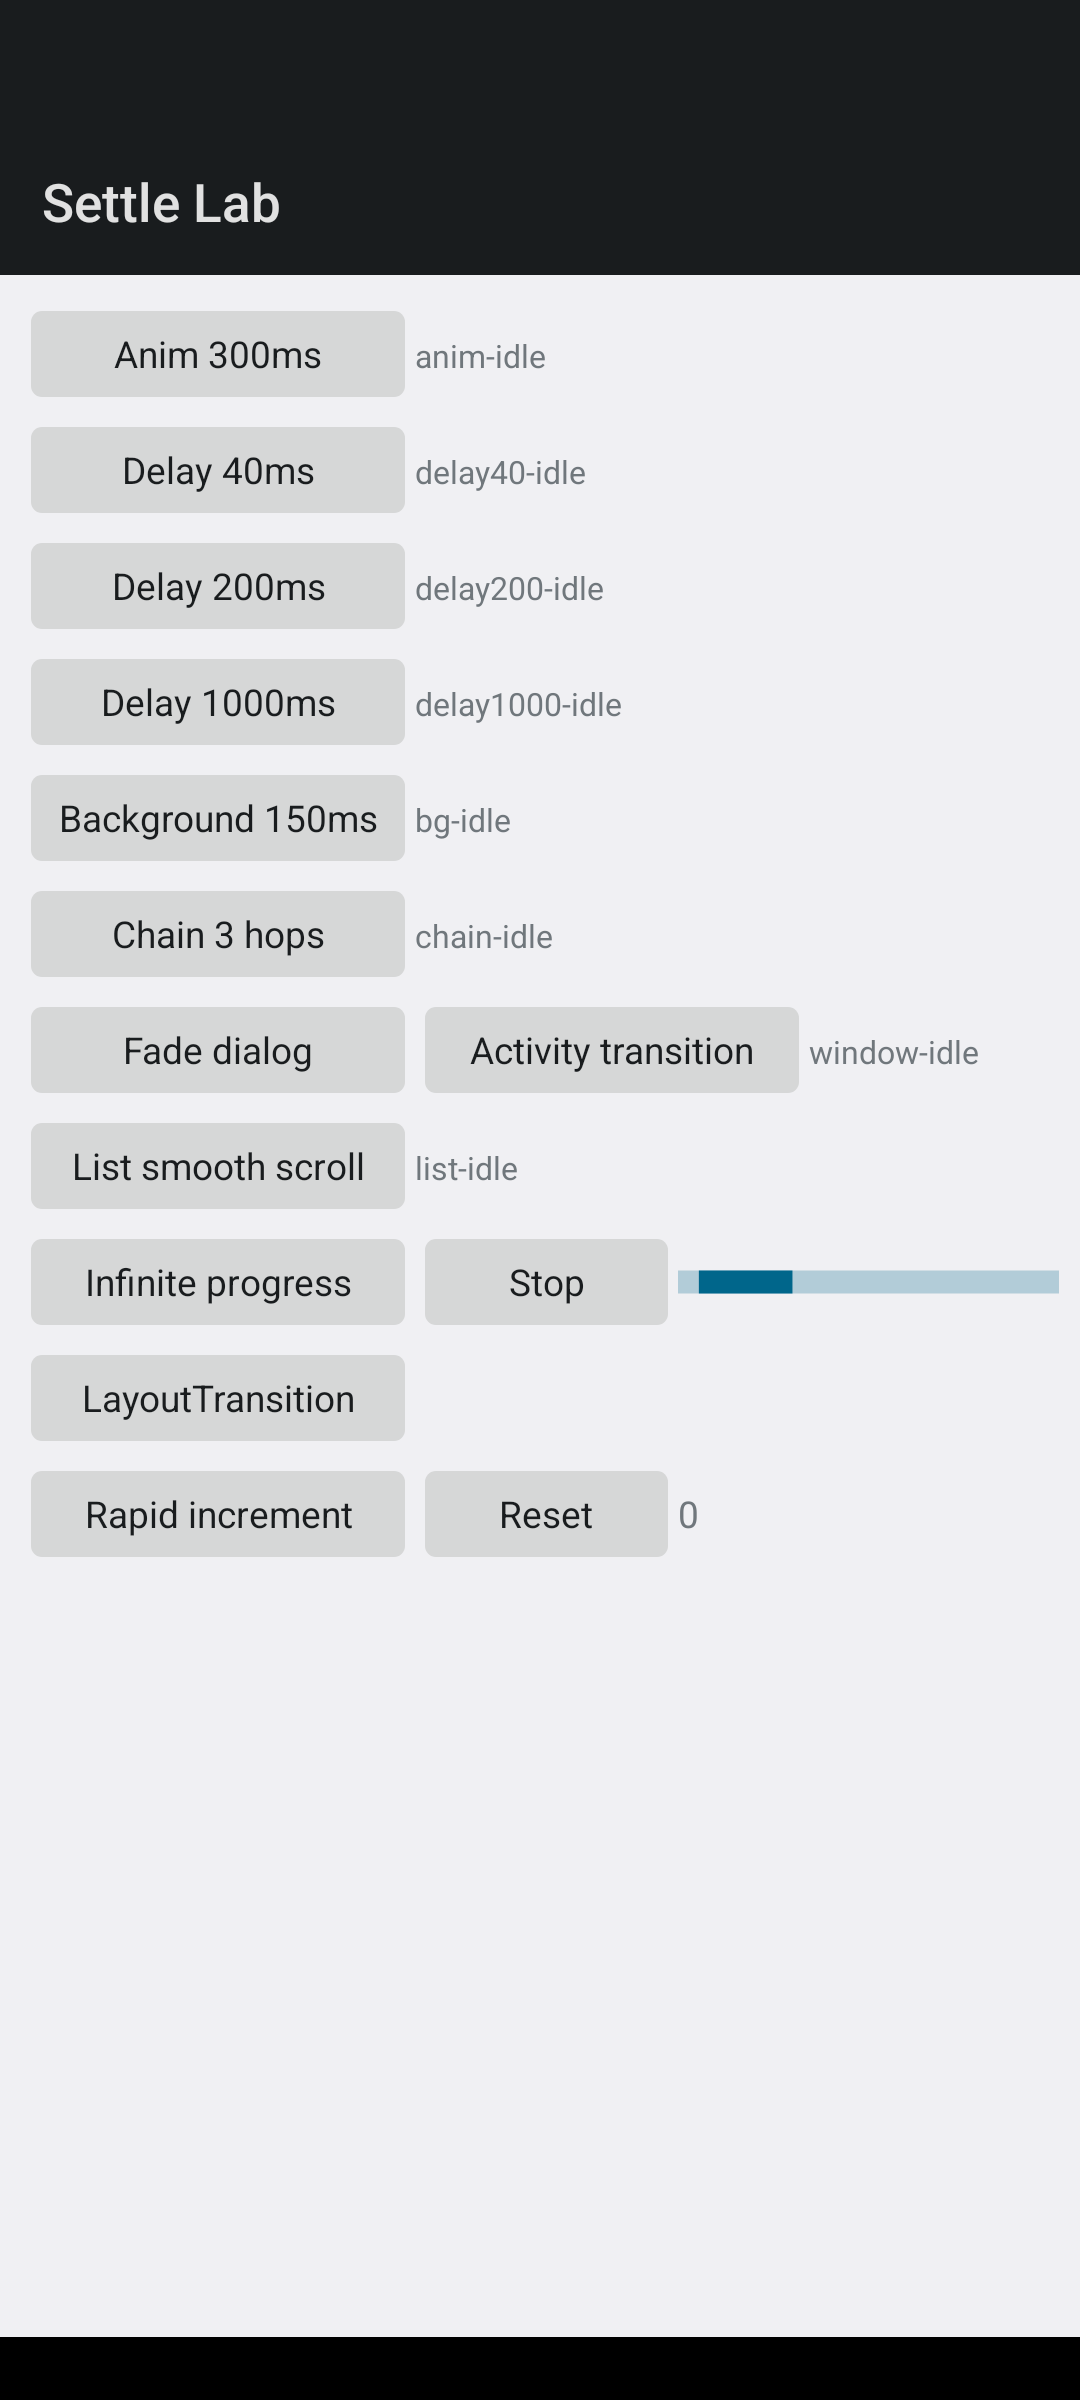 Settle Lab
Anim 300ms anim-idle
Delay 40ms delay40-idle
Delay 200ms delay200-idle
Delay 1000ms delay1000-idle
Background 150ms bg-idle
Chain 3 hops chain-idle
Fade dialog Activity transition window-idle
List smooth scroll list-idle
Infinite progress Stop
LayoutTransition
Rapid increment Reset 0